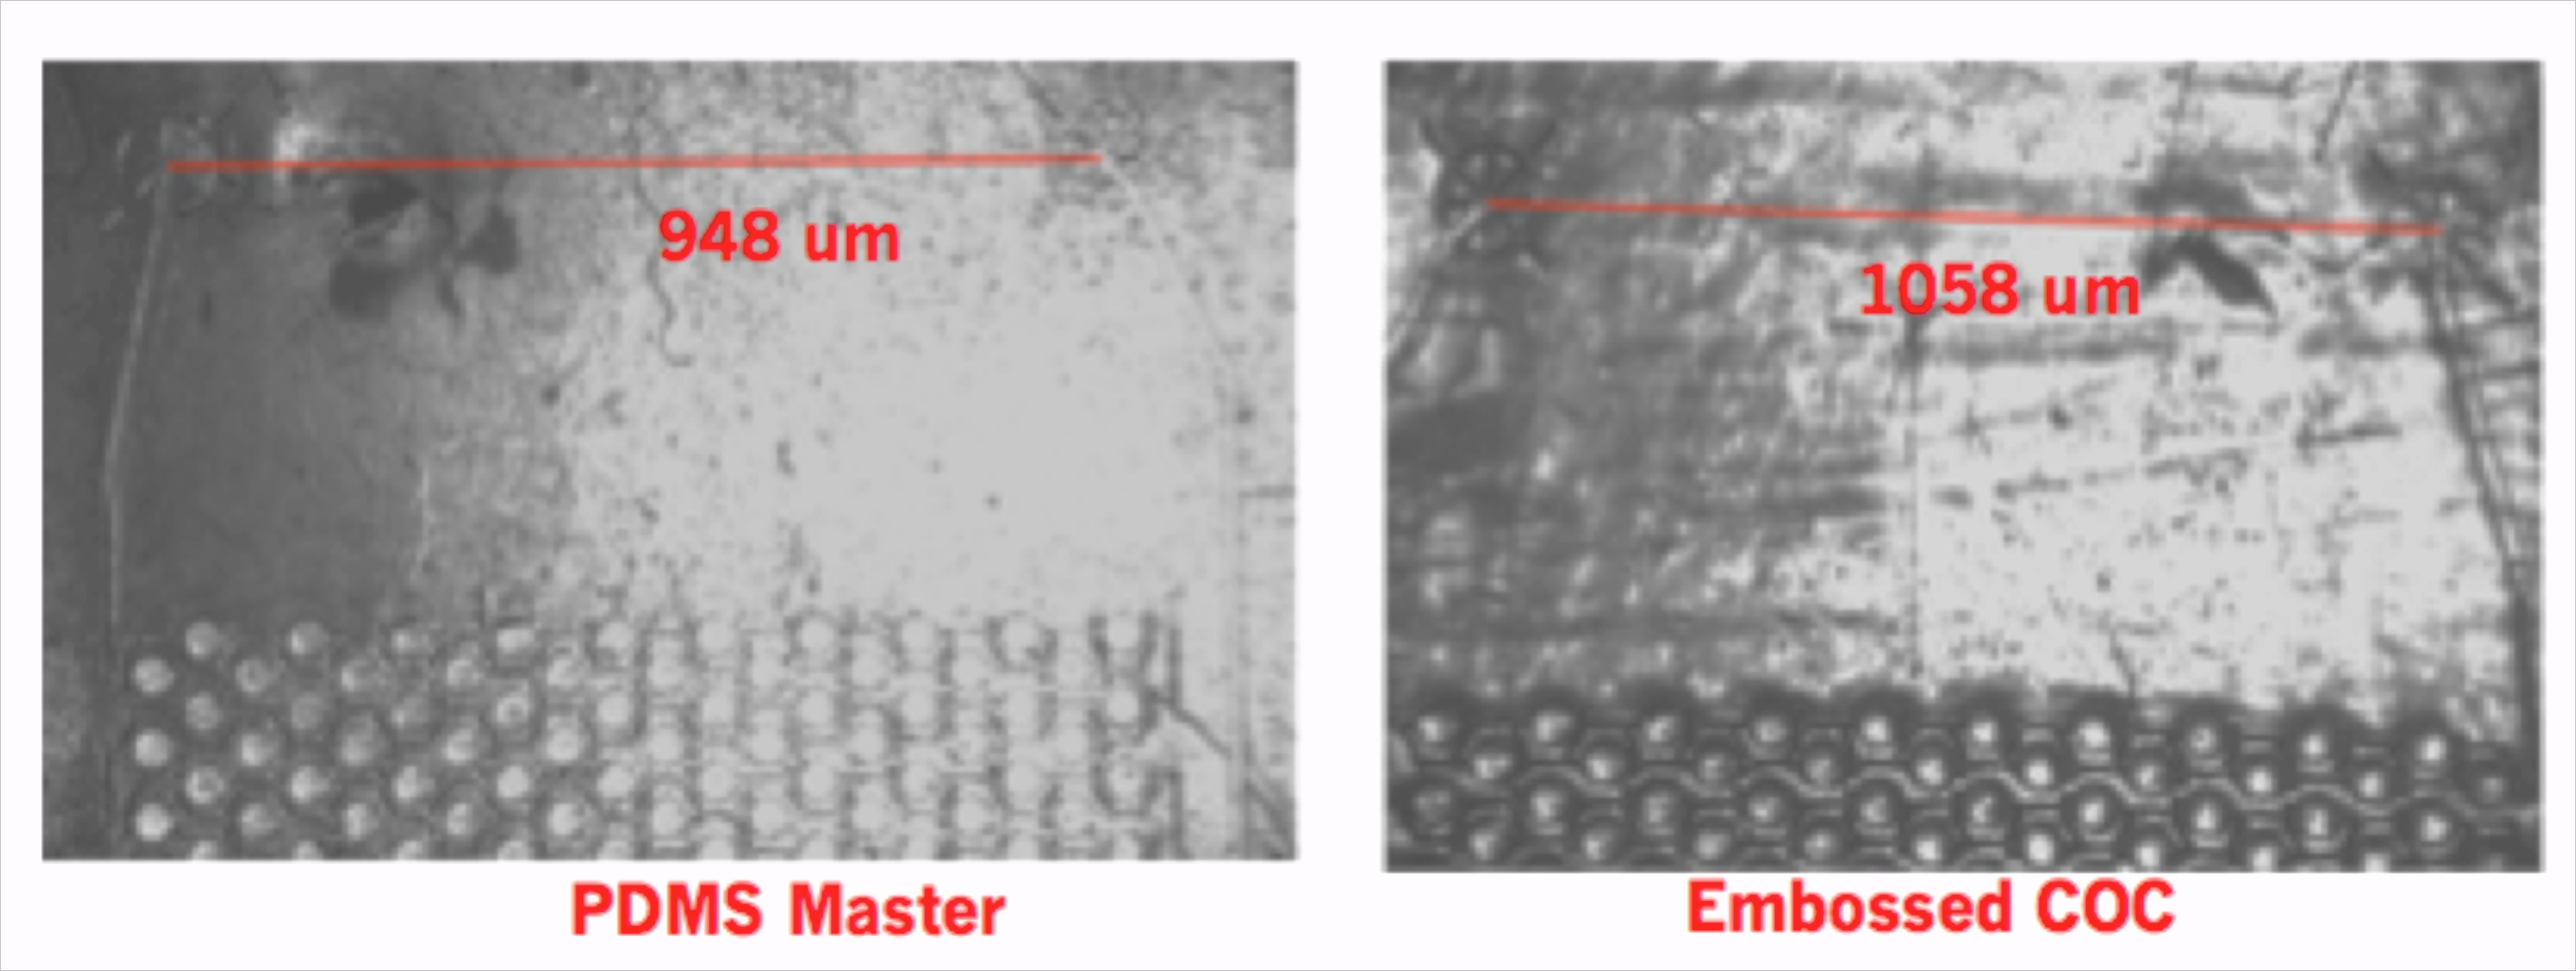 948 um
1058 um
PDMS Master
Embossed COC